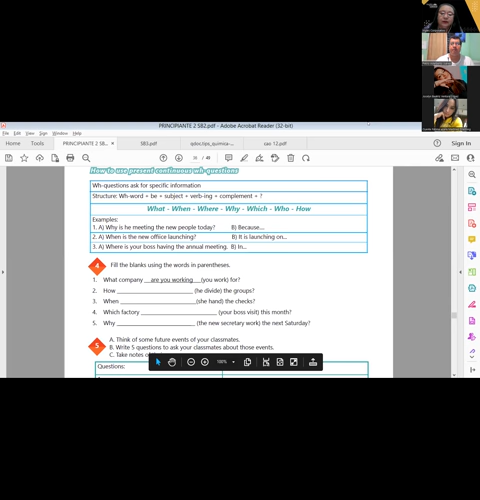 PRINCIPIANTE 2 SB2.pdf - Adobe Acrobat Reader (32-bit)
File Edit View Sign Window Help
Home Tools PRINCIPIANTE 2 SB... × SB3.pdf qdoc.tips_quimica-... cao 12.pdf Sign In
How to use present continuous wh-questions
Wh-questions ask for specific information
Structure: Wh-word + be + subject + verb-ing + complement + ?
What - When - Where - Why - Which - Who - How
Examples:
1. A) Why is he meeting the new people today? B) Because...
2. A) When is the new office launching? B) It is launching on...
3. A) Where is your boss having the annual meeting. B) In...
4 Fill the blanks using the words in parentheses.
1. What company are you working (you work) for?
2. How ____ (he divide) the groups?
3. When ____ (she hand) the checks?
4. Which factory ____ (your boss visit) this month?
5. Why ____ (the new secretary work) the next Saturday?
5 A. Think of some future events of your classmates.
B. Write 5 questions to ask your classmates about those events.
C. Take notes
Questions: